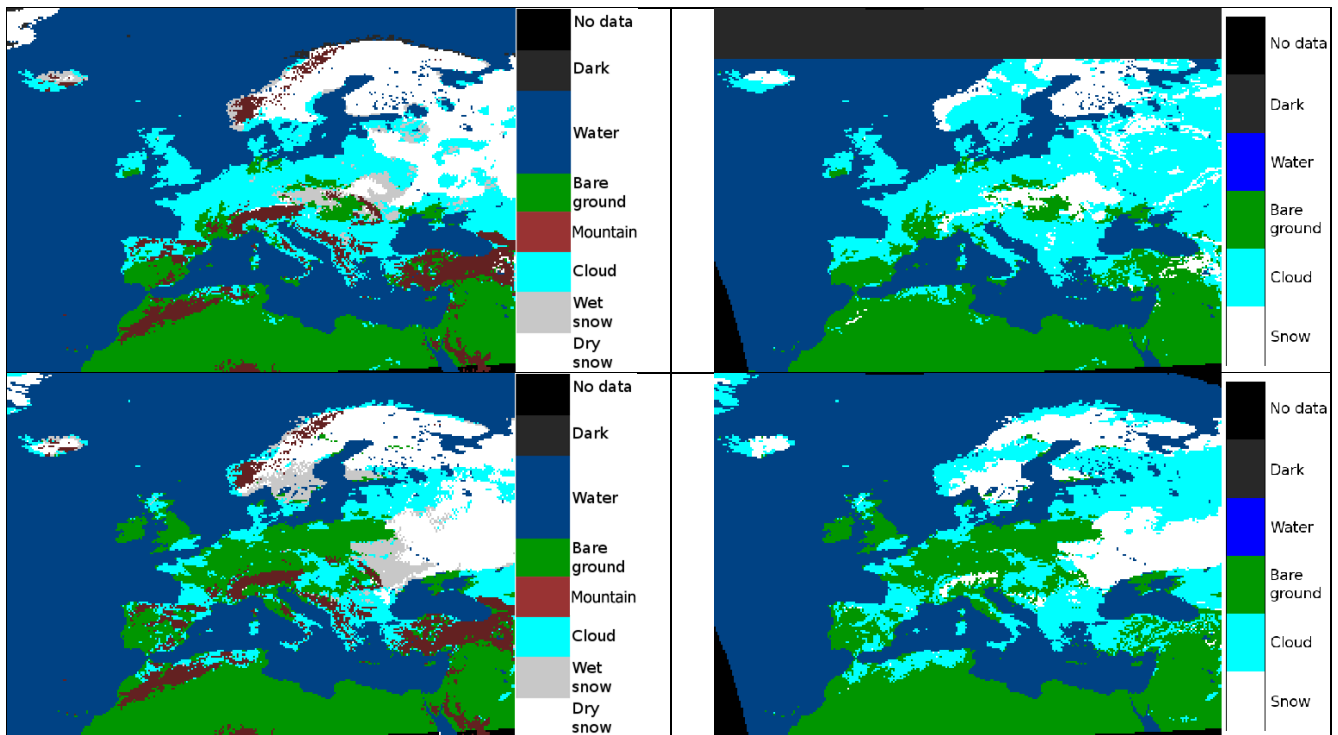 No data
Dark
Water
Bare
ground
Mountain
Cloud
Wet
snow
Dry
snow
No data
Dark
Water
Bare
ground
Cloud
Snow
No data
Dark
Water
Bare
ground
Mountain
Cloud
Wet
snow
Dry
snow
No data
Dark
Water
Bare
ground
Cloud
Snow